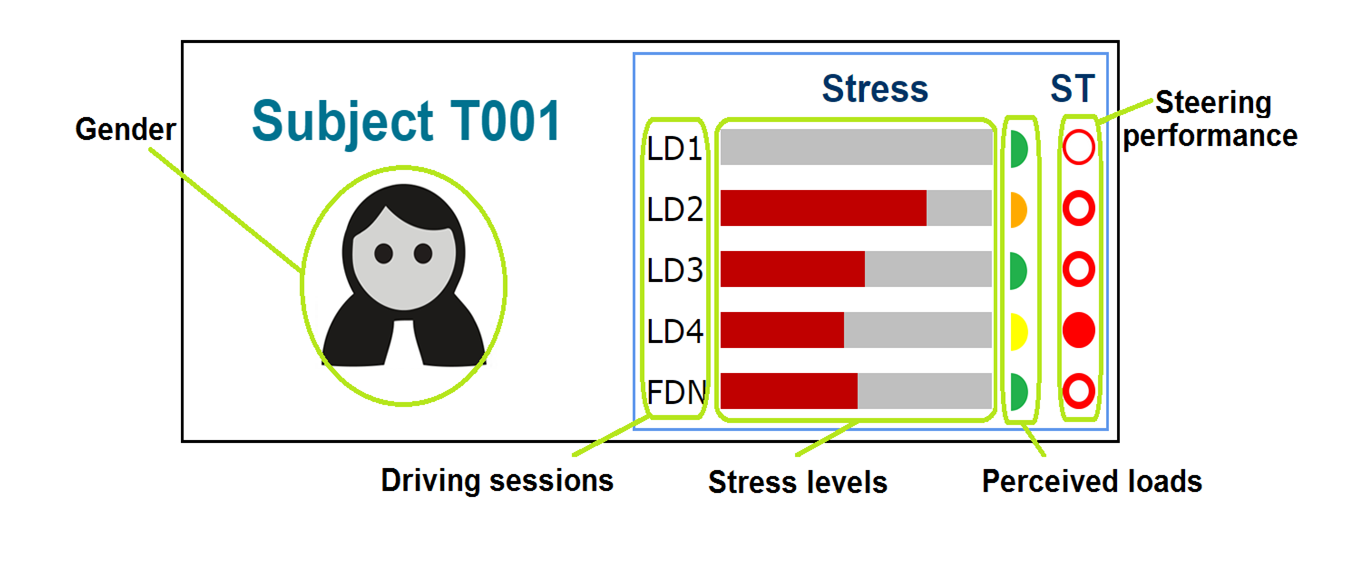 Gender
Subject T001
Stress
ST
Steering
performance
LD1
LD2
LD3
LD4
FDN
Driving sessions
Stress levels
Perceived loads